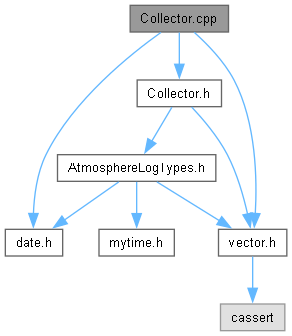 Collector.cpp
Collector.h
AtmosphereLogTypes.h
date.h
mytime.h
vector.h
cassert